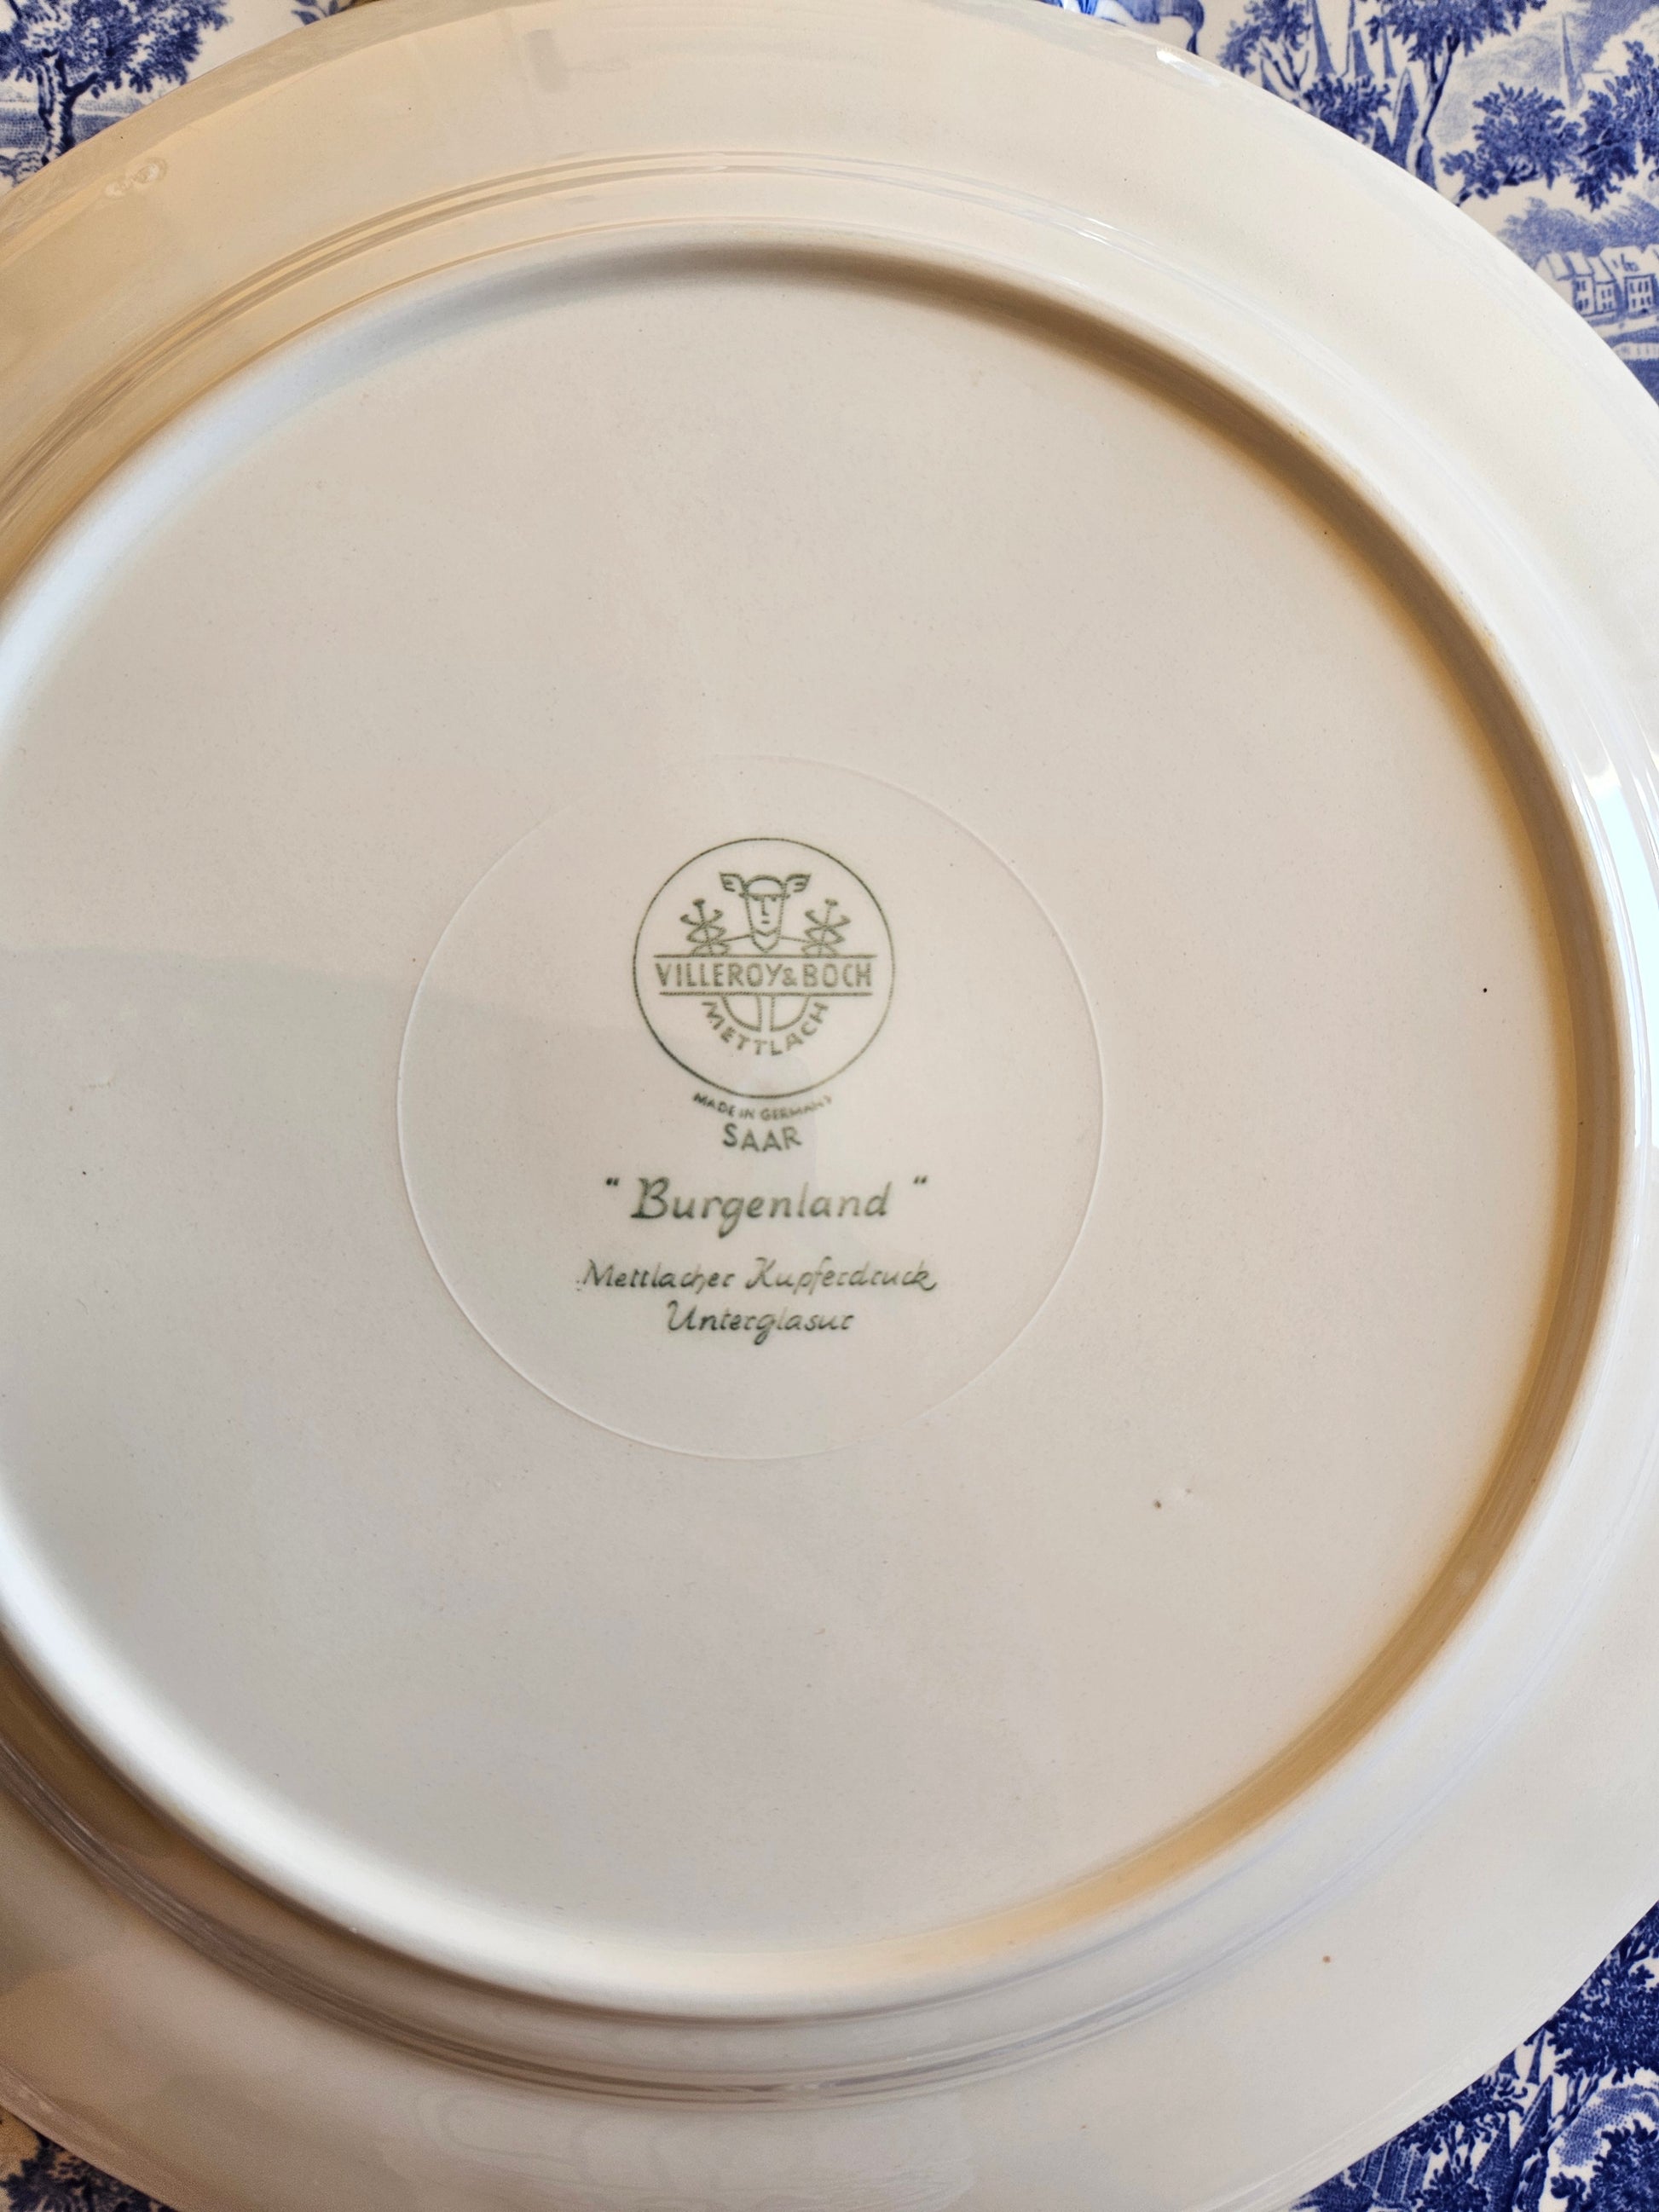 VILLEROY & BOCH
METTLACH
MADE IN GERMANY
SAAR
" Burgenland "
Mettlacher Kupferdruck
Unterglasur